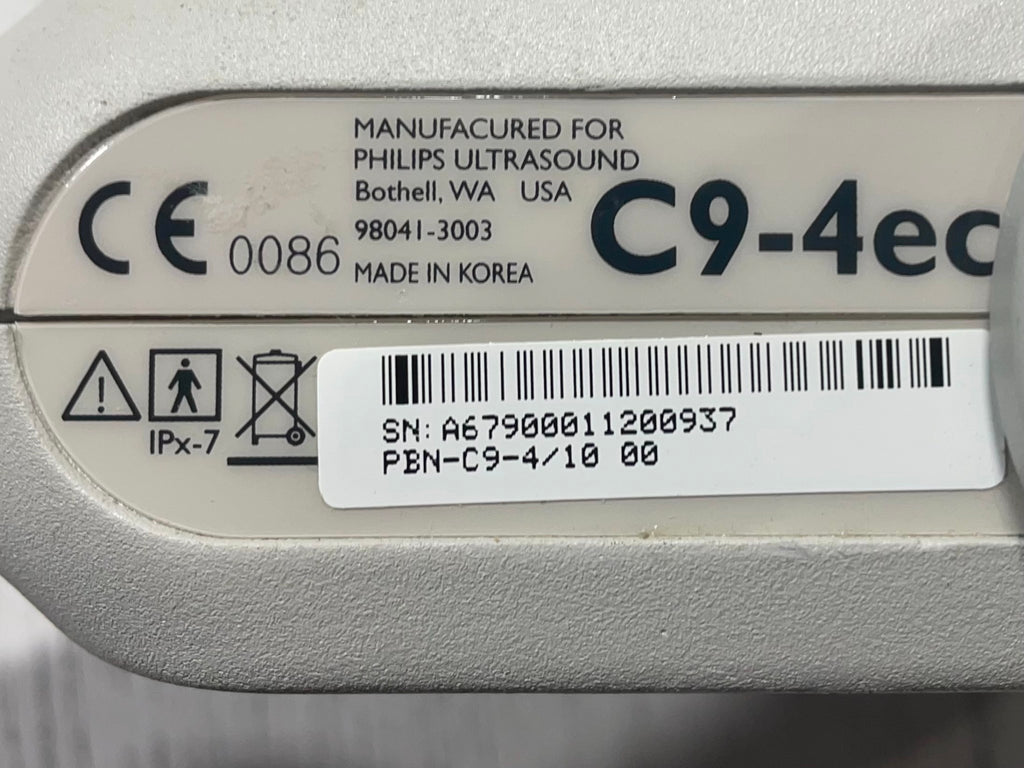 MANUFACURED FOR
PHILIPS ULTRASOUND
Bothell, WA USA
98041-3003
MADE IN KOREA
CE 0086
C9-4ec
IPx-7
SN: A67900011200937
PBN-C9-4/10 00